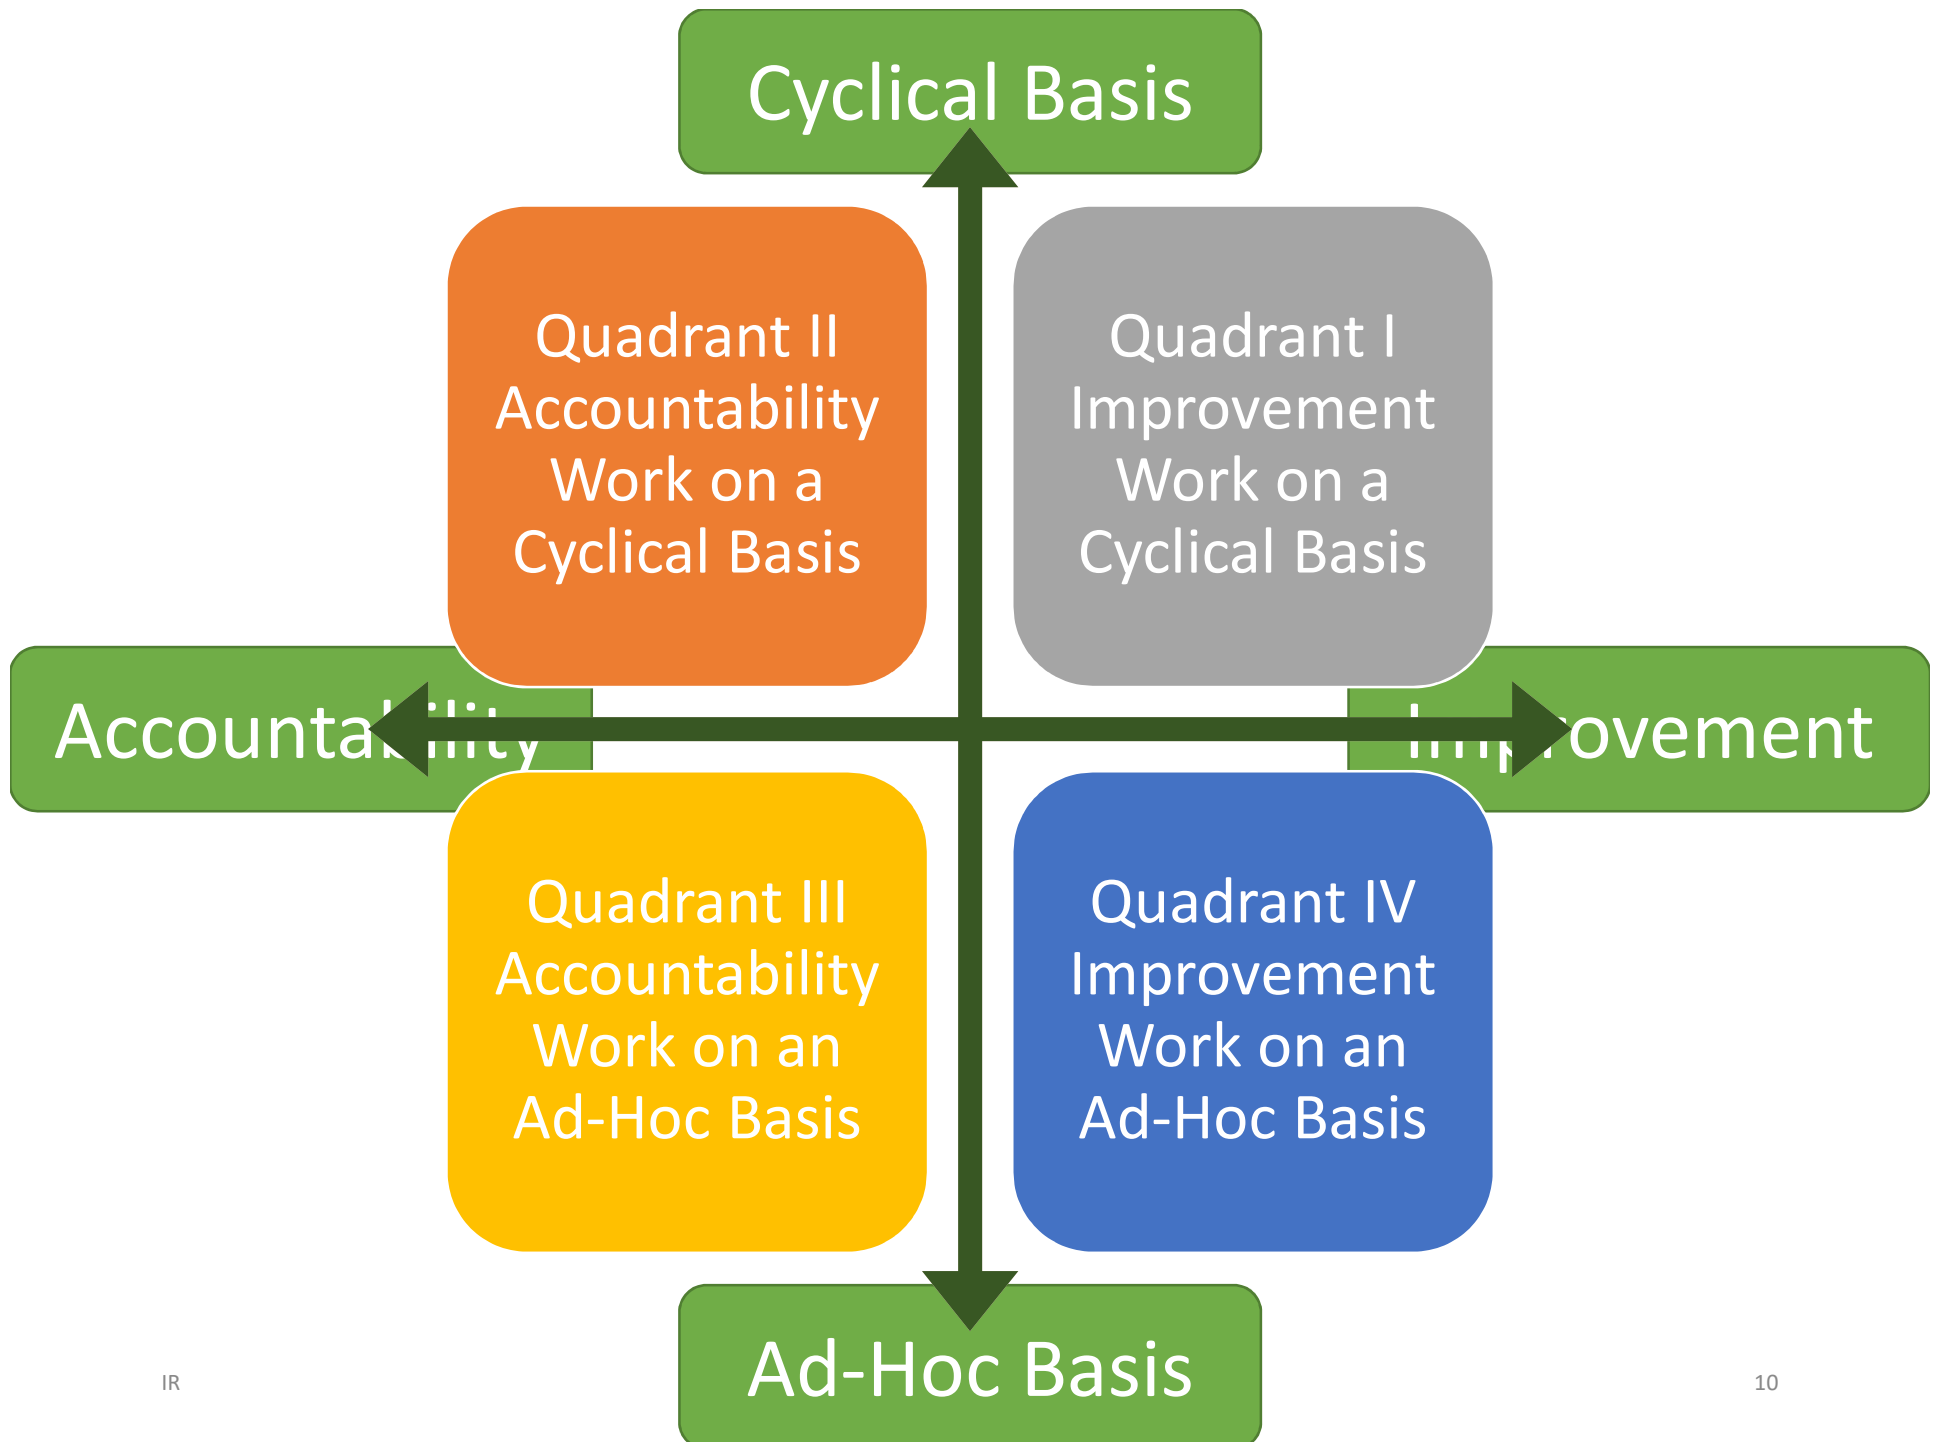 Cyclical Basis
Quadrant II
Accountability
Work on a
Cyclical Basis
Quadrant I
Improvement
Work on a
Cyclical Basis
Accountability
Improvement
Quadrant III
Accountability
Work on an
Ad-Hoc Basis
Quadrant IV
Improvement
Work on an
Ad-Hoc Basis
Ad-Hoc Basis
IR
10